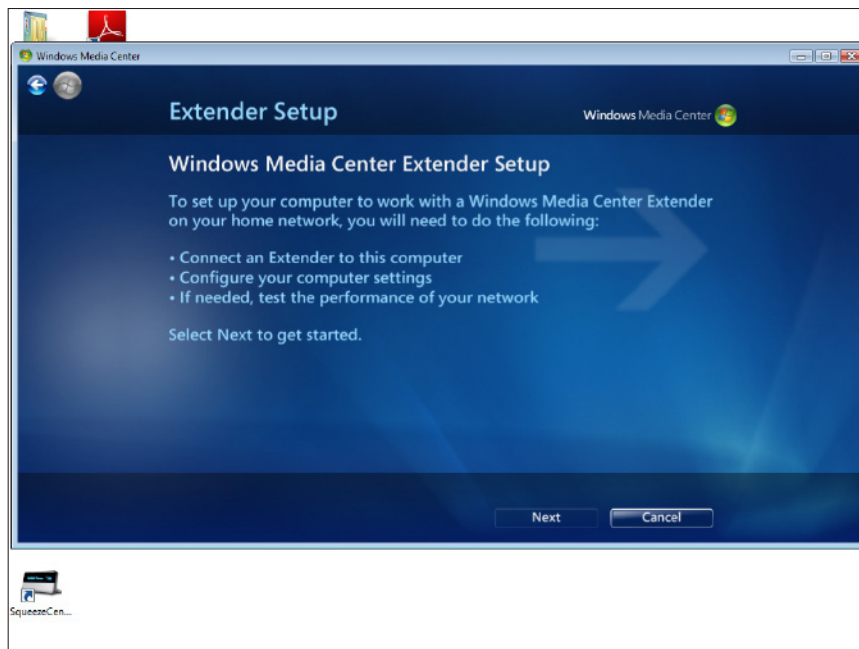 Windows Media Center
Extender Setup
Windows Media Center
Windows Media Center Extender Setup
To set up your computer to work with a Windows Media Center Extender
on your home network, you will need to do the following:
• Connect an Extender to this computer
• Configure your computer settings
• If needed, test the performance of your network
Select Next to get started.
Next Cancel
SqueezeCen...